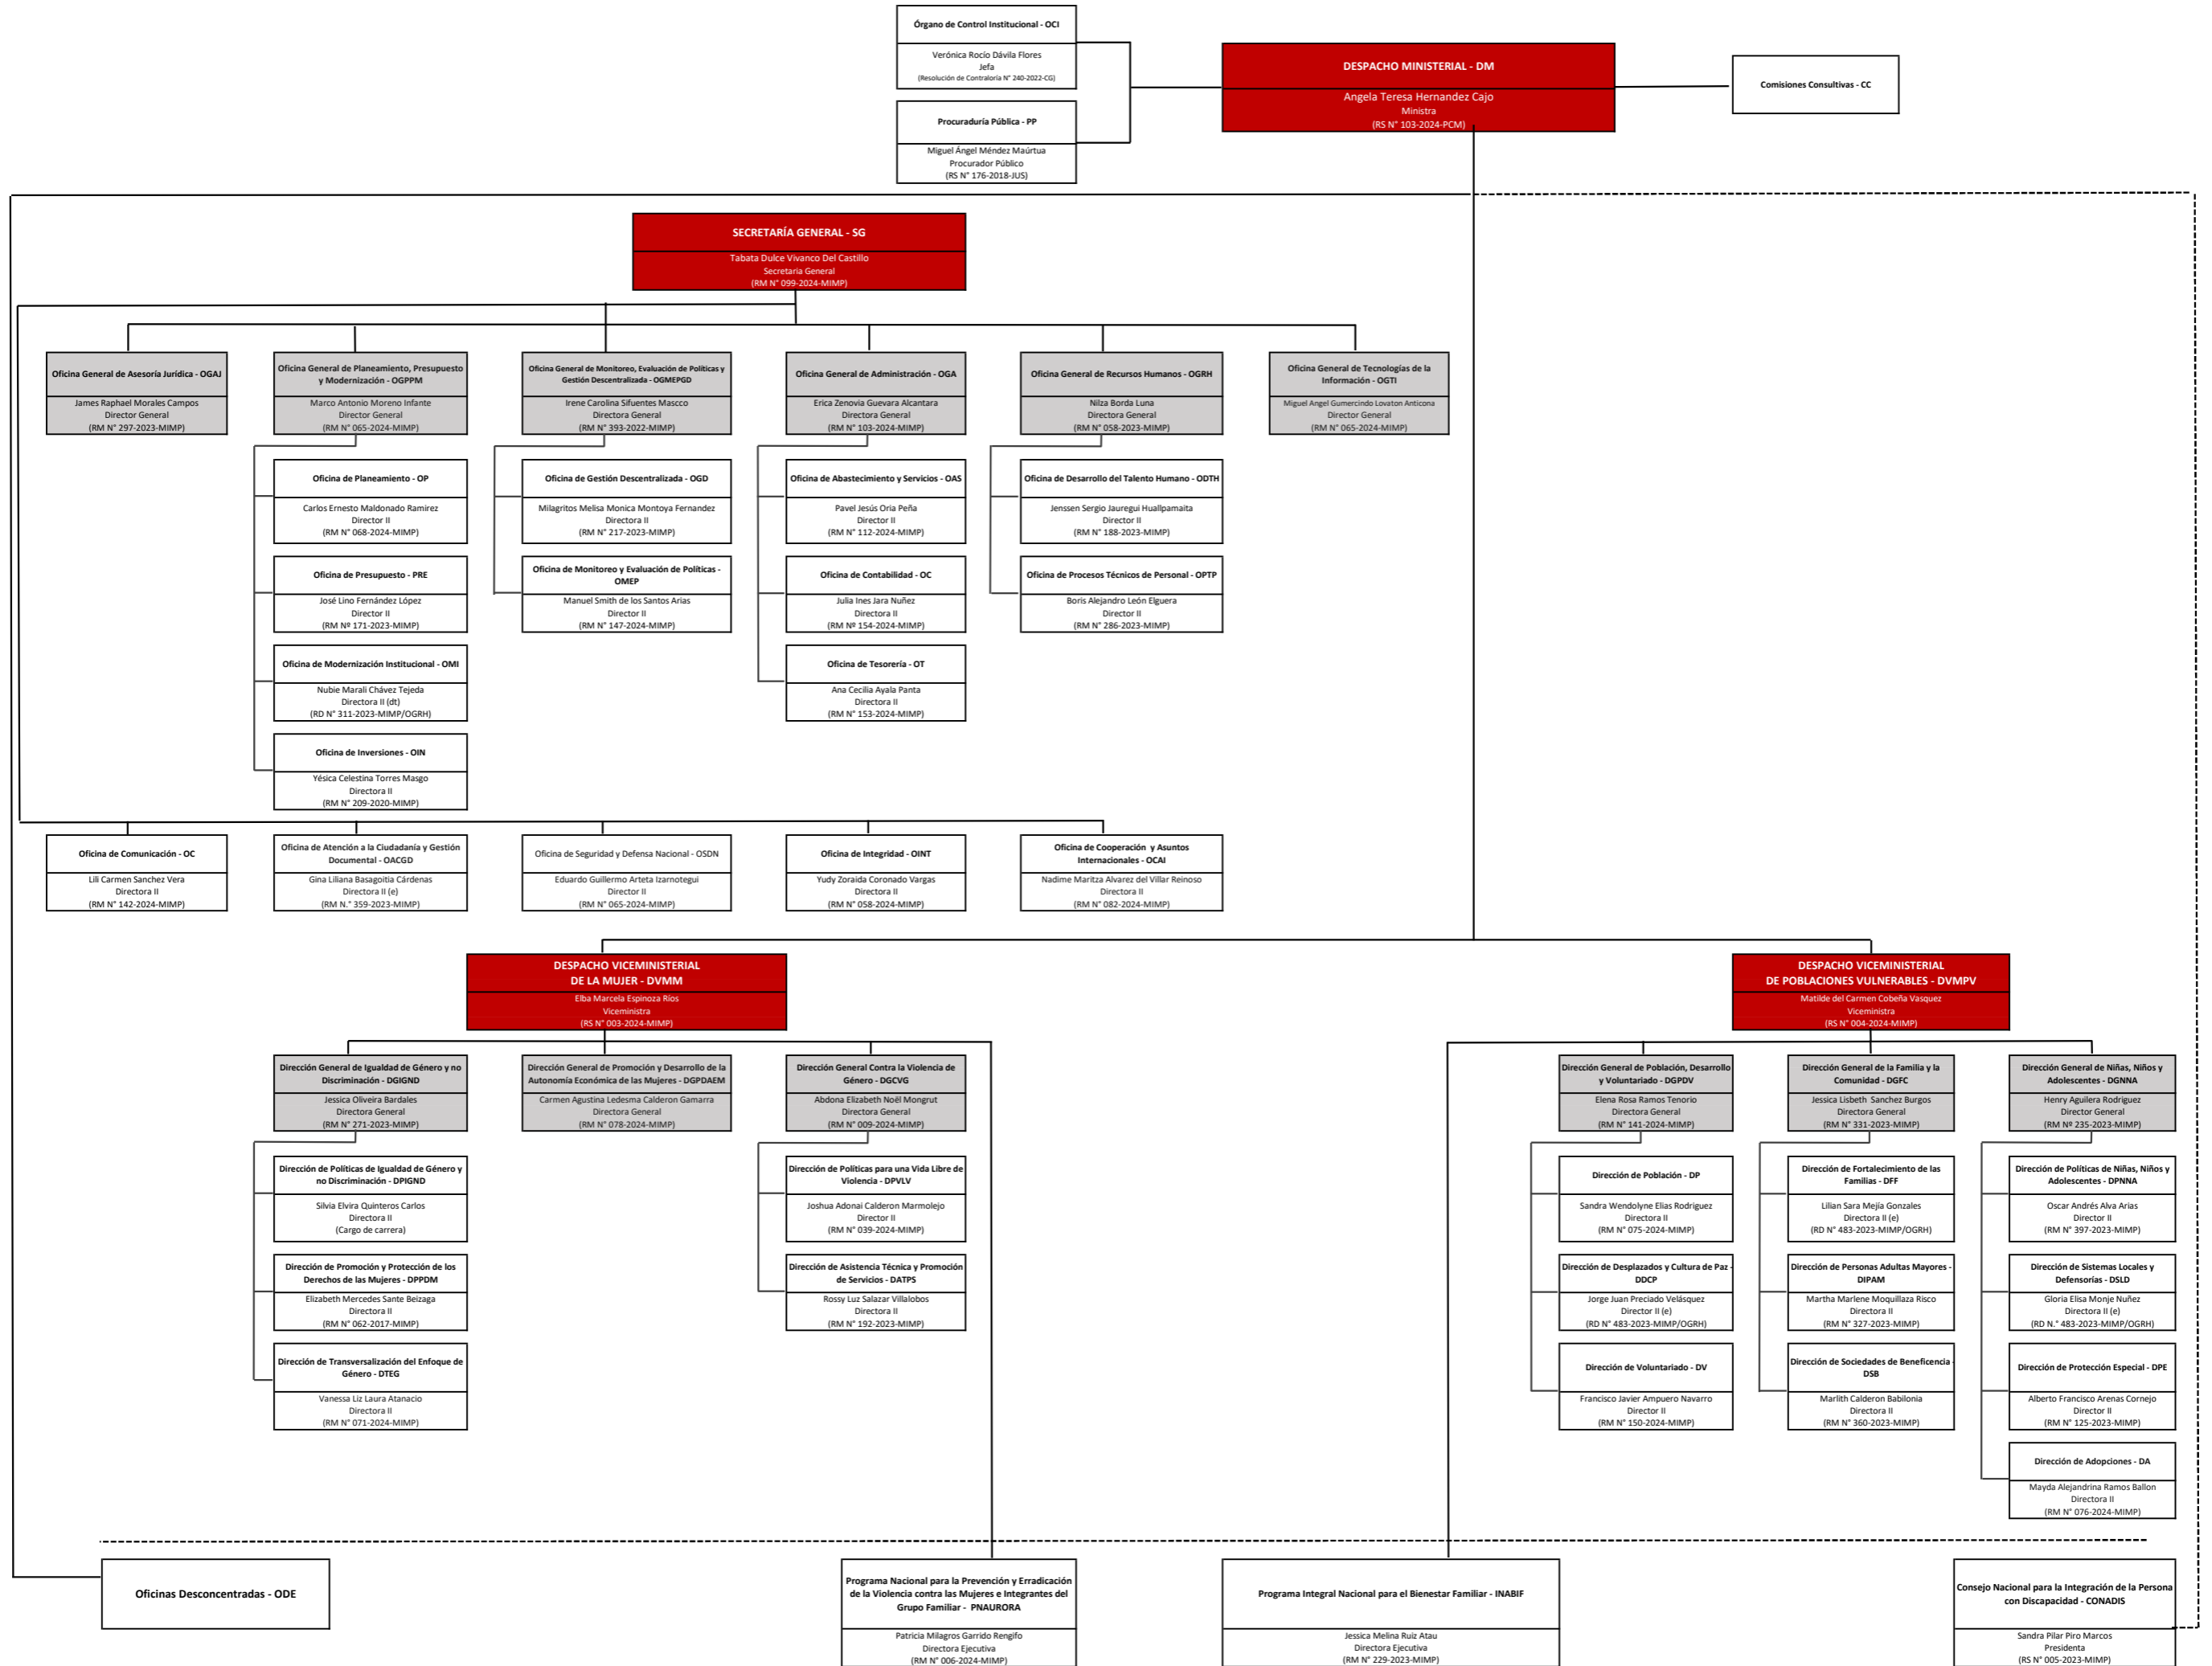 Órgano de Control Institucional - OCI
Verónica Rocío Dávila Flores
Jefa
(Resolución de Contraloría N° 240-2022-CG)
DESPACHO MINISTERIAL - DM
Angela Teresa Hernandez Cajo
Ministra
(RS N° 103-2024-PCM)
Comisiones Consultivas - CC
Procuraduría Pública - PP
Miguel Ángel Méndez Maúrtua
Procurador Público
(RS N° 176-2018-JUS)
SECRETARÍA GENERAL - SG
Tabata Dulce Vivanco Del Castillo
Secretaria General
(RM N° 099-2024-MIMP)
Oficina General de Asesoría Jurídica - OGAJ
James Raphael Morales Campos
Director General
(RM N° 297-2023-MIMP)
Oficina General de Planeamiento, Presupuesto
y Modernización - OGPPM
Marco Antonio Moreno Infante
Director General
(RM N° 065-2024-MIMP)
Oficina General de Monitoreo, Evaluación de Políticas y
Gestión Descentralizada - OGMEPGD
Irene Carolina Sifuentes Mascco
Directora General
(RM N° 393-2022-MIMP)
Oficina General de Administración - OGA
Erica Zenovia Guevara Alcantara
Directora General
(RM N° 103-2024-MIMP)
Oficina General de Recursos Humanos - OGRH
Nilza Borda Luna
Directora General
(RM N° 058-2023-MIMP)
Oficina General de Tecnologías de la
Información - OGTI
Miguel Angel Gumercindo Lovaton Anticona
Director General
(RM N° 065-2024-MIMP)
Oficina de Planeamiento - OP
Carlos Ernesto Maldonado Ramirez
Director II
(RM N° 068-2024-MIMP)
Oficina de Gestión Descentralizada - OGD
Milagritos Melisa Monica Montoya Fernandez
Directora II
(RM N° 217-2023-MIMP)
Oficina de Abastecimiento y Servicios - OAS
Pavel Jesús Oria Peña
Director II
(RM N° 112-2024-MIMP)
Oficina de Desarrollo del Talento Humano - ODTH
Jenssen Sergio Jauregui Huallpamaita
Director II
(RM N° 188-2023-MIMP)
Oficina de Presupuesto - PRE
José Lino Fernández López
Director II
(RM Nº 171-2023-MIMP)
Oficina de Monitoreo y Evaluación de Políticas -
OMEP
Manuel Smith de los Santos Arias
Director II
(RM N° 147-2024-MIMP)
Oficina de Contabilidad - OC
Julia Ines Jara Nuñez
Directora II
(RM Nº 154-2024-MIMP)
Oficina de Procesos Técnicos de Personal - OPTP
Boris Alejandro León Elguera
Director II
(RM N° 286-2023-MIMP)
Oficina de Modernización Institucional - OMI
Nubie Marali Chávez Tejeda
Directora II (dt)
(RD N° 311-2023-MIMP/OGRH)
Oficina de Tesorería - OT
Ana Cecilia Ayala Panta
Directora II
(RM N° 153-2024-MIMP)
Oficina de Inversiones - OIN
Yésica Celestina Torres Masgo
Directora II
(RM N° 209-2020-MIMP)
Oficina de Comunicación - OC
Lili Carmen Sanchez Vera
Directora II
(RM N° 142-2024-MIMP)
Oficina de Atención a la Ciudadanía y Gestión
Documental - OACGD
Gina Liliana Basagoitia Cárdenas
Directora II (e)
(RM N.° 359-2023-MIMP)
Oficina de Seguridad y Defensa Nacional - OSDN
Eduardo Guillermo Arteta Izarnotegui
Director II
(RM N° 065-2024-MIMP)
Oficina de Integridad - OINT
Yudy Zoraida Coronado Vargas
Directora II
(RM N° 058-2024-MIMP)
Oficina de Cooperación y Asuntos
Internacionales - OCAI
Nadime Maritza Alvarez del Villar Reinoso
Directora II
(RM N° 082-2024-MIMP)
DESPACHO VICEMINISTERIAL
DE LA MUJER - DVMM
Elba Marcela Espinoza Ríos
Viceministra
(RS N° 003-2024-MIMP)
DESPACHO VICEMINISTERIAL
DE POBLACIONES VULNERABLES - DVMPV
Matilde del Carmen Cobeña Vasquez
Viceministra
(RS N° 004-2024-MIMP)
Dirección General de Igualdad de Género y no
Discriminación - DGIGND
Jessica Oliveira Bardales
Directora General
(RM N° 271-2023-MIMP)
Dirección General de Promoción y Desarrollo de la
Autonomía Económica de las Mujeres - DGPDAEM
Carmen Agustina Ledesma Calderon Gamarra
Directora General
(RM N° 078-2024-MIMP)
Dirección General Contra la Violencia de
Género - DGCVG
Abdona Elizabeth Noël Mongrut
Directora General
(RM N° 009-2024-MIMP)
Dirección General de Población, Desarrollo
y Voluntariado - DGPDV
Elena Rosa Ramos Tenorio
Directora General
(RM N° 141-2024-MIMP)
Dirección General de la Familia y la
Comunidad - DGFC
Jessica Lisbeth Sanchez Burgos
Directora General
(RM N° 331-2023-MIMP)
Dirección General de Niñas, Niños y
Adolescentes - DGNNA
Henry Aguilera Rodriguez
Director General
(RM Nº 235-2023-MIMP)
Dirección de Políticas de Igualdad de Género y
no Discriminación - DPIGND
Silvia Elvira Quinteros Carlos
Directora II
(Cargo de carrera)
Dirección de Políticas para una Vida Libre de
Violencia - DPVLV
Joshua Adonai Calderon Marmolejo
Director II
(RM N° 039-2024-MIMP)
Dirección de Población - DP
Sandra Wendolyne Elias Rodriguez
Directora II
(RM N° 075-2024-MIMP)
Dirección de Fortalecimiento de las
Familias - DFF
Lilian Sara Mejía Gonzales
Directora II (e)
(RD N° 483-2023-MIMP/OGRH)
Dirección de Políticas de Niñas, Niños y
Adolescentes - DPNNA
Oscar Andrés Alva Arias
Director II
(RM N° 397-2023-MIMP)
Dirección de Promoción y Protección de los
Derechos de las Mujeres - DPPDM
Elizabeth Mercedes Sante Beizaga
Directora II
(RM N° 062-2017-MIMP)
Dirección de Asistencia Técnica y Promoción
de Servicios - DATPS
Rossy Luz Salazar Villalobos
Directora II
(RM N° 192-2023-MIMP)
Dirección de Desplazados y Cultura de Paz -
DDCP
Jorge Juan Preciado Velásquez
Director II (e)
(RD N° 483-2023-MIMP/OGRH)
Dirección de Personas Adultas Mayores -
DIPAM
Martha Marlene Moquillaza Risco
Directora II
(RM N° 327-2023-MIMP)
Dirección de Sistemas Locales y
Defensorías - DSLD
Gloria Elisa Monje Nuñez
Directora II (e)
(RD N.° 483-2023-MIMP/OGRH)
Dirección de Transversalización del Enfoque de
Género - DTEG
Vanessa Liz Laura Atanacio
Directora II
(RM N° 071-2024-MIMP)
Dirección de Voluntariado - DV
Francisco Javier Ampuero Navarro
Director II
(RM N° 150-2024-MIMP)
Dirección de Sociedades de Beneficencia -
DSB
Marlith Calderon Babilonia
Directora II
(RM N° 360-2023-MIMP)
Dirección de Protección Especial - DPE
Alberto Francisco Arenas Cornejo
Director II
(RM N° 125-2023-MIMP)
Dirección de Adopciones - DA
Mayda Alejandrina Ramos Ballon
Directora II
(RM N° 076-2024-MIMP)
Oficinas Desconcentradas - ODE
Programa Nacional para la Prevención y Erradicación
de la Violencia contra las Mujeres e Integrantes del
Grupo Familiar - PNAURORA
Patricia Milagros Garrido Rengifo
Directora Ejecutiva
(RM N° 006-2024-MIMP)
Programa Integral Nacional para el Bienestar Familiar - INABIF
Jessica Melina Ruiz Atau
Directora Ejecutiva
(RM N° 229-2023-MIMP)
Consejo Nacional para la Integración de la Persona
con Discapacidad - CONADIS
Sandra Pilar Piro Marcos
Presidenta
(RS N° 005-2023-MIMP)